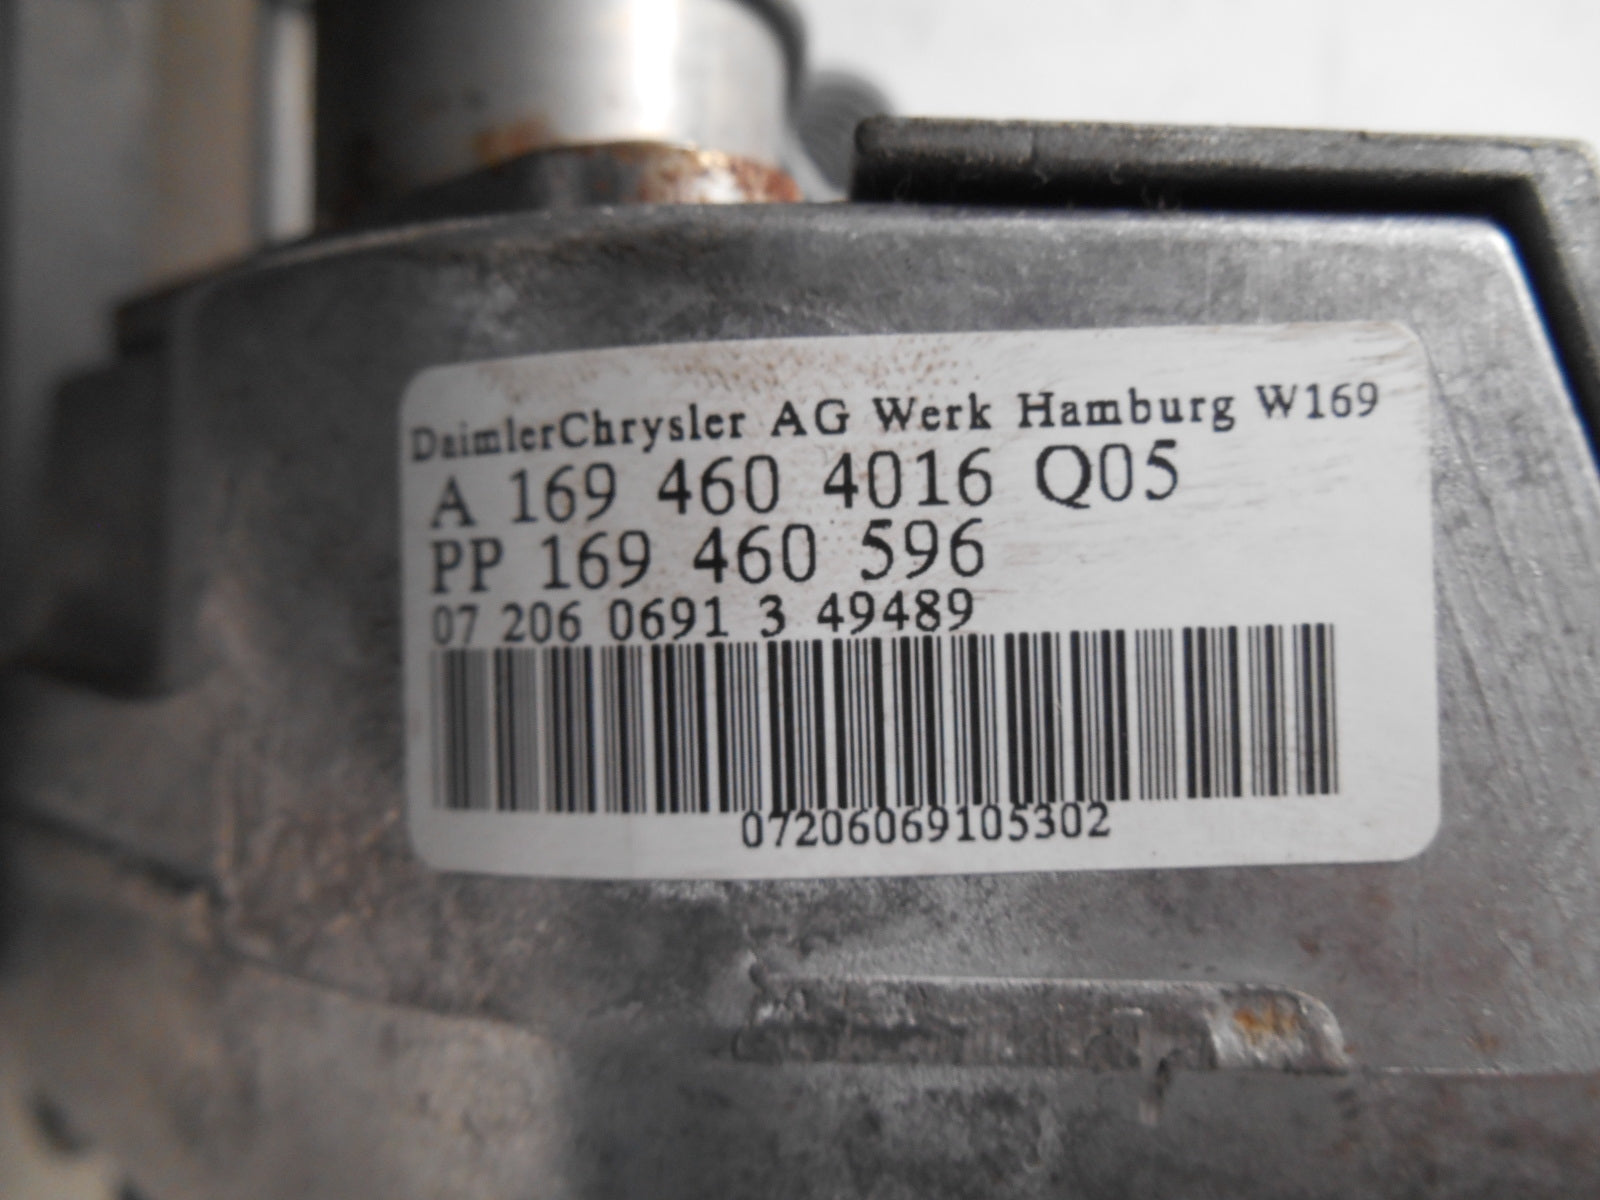 DaimlerChrysler AG Werk Hamburg W169
A 169 460 4016 Q05
PP 169 460 596
07 206 0691 3 49489
07206069105302